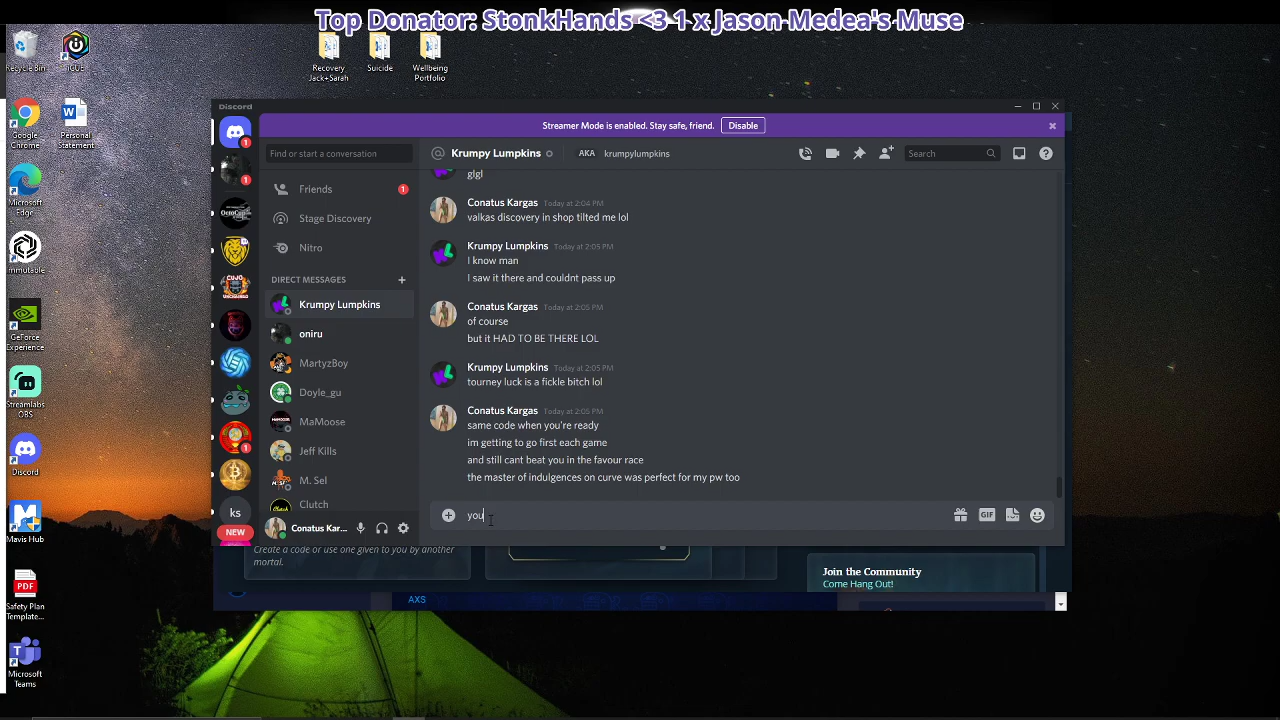 Top Donator: StonkHands <3 1 x Jason Medea's Muse
Recycle Bin
iCUE
Recovery
Jack+Sarah
Suicide
Wellbeing
Portfolio
Google
Chrome
Personal
Statement
Microsoft
Edge
Immutable
GeForce
Experience
Streamlabs
OBS
Discord
Mavis Hub
PDF
Safety Plan
Template...
Microsoft
Teams
Discord
Streamer Mode is enabled. Stay safe, friend.
Disable
Find or start a conversation
@ Krumpy Lumpkins
AKA krumpylumpkins
Search
1
1
Friends 1
Stage Discovery
Nitro
DIRECT MESSAGES +
Krumpy Lumpkins
oniru
MartyzBoy
Doyle_gu
MaMoose
Jeff Kills
M. Sel
Clutch
1
ks
NEW
Conatus Kar...
glgl
Conatus Kargas Today at 2:04 PM
valkas discovery in shop tilted me lol
Krumpy Lumpkins Today at 2:05 PM
I know man
I saw it there and couldnt pass up
Conatus Kargas Today at 2:05 PM
of course
but it HAD TO BE THERE LOL
Krumpy Lumpkins Today at 2:05 PM
tourney luck is a fickle bitch lol
Conatus Kargas Today at 2:05 PM
same code when you're ready
im getting to go first each game
and still cant beat you in the favour race
the master of indulgences on curve was perfect for my pw too
you
GIF
Create a code or use one given to you by another
mortal.
Join the Community
Come Hang Out!
AXS